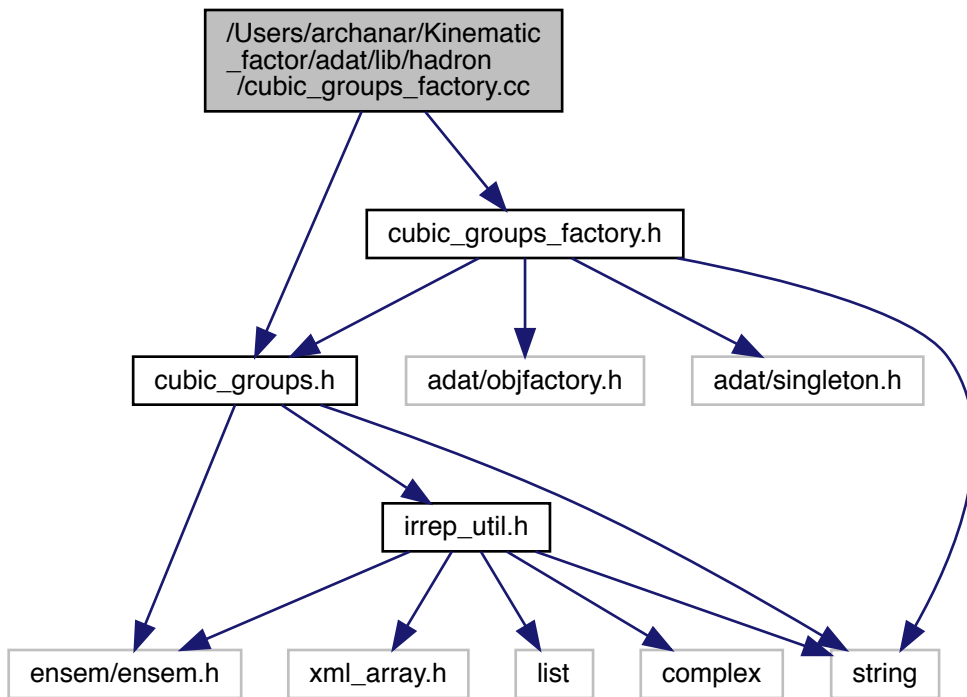 /Users/archanar/Kinematic
_factor/adat/lib/hadron
/cubic_groups_factory.cc
cubic_groups_factory.h
cubic_groups.h
adat/objfactory.h
adat/singleton.h
irrep_util.h
ensem/ensem.h
xml_array.h
list
complex
string